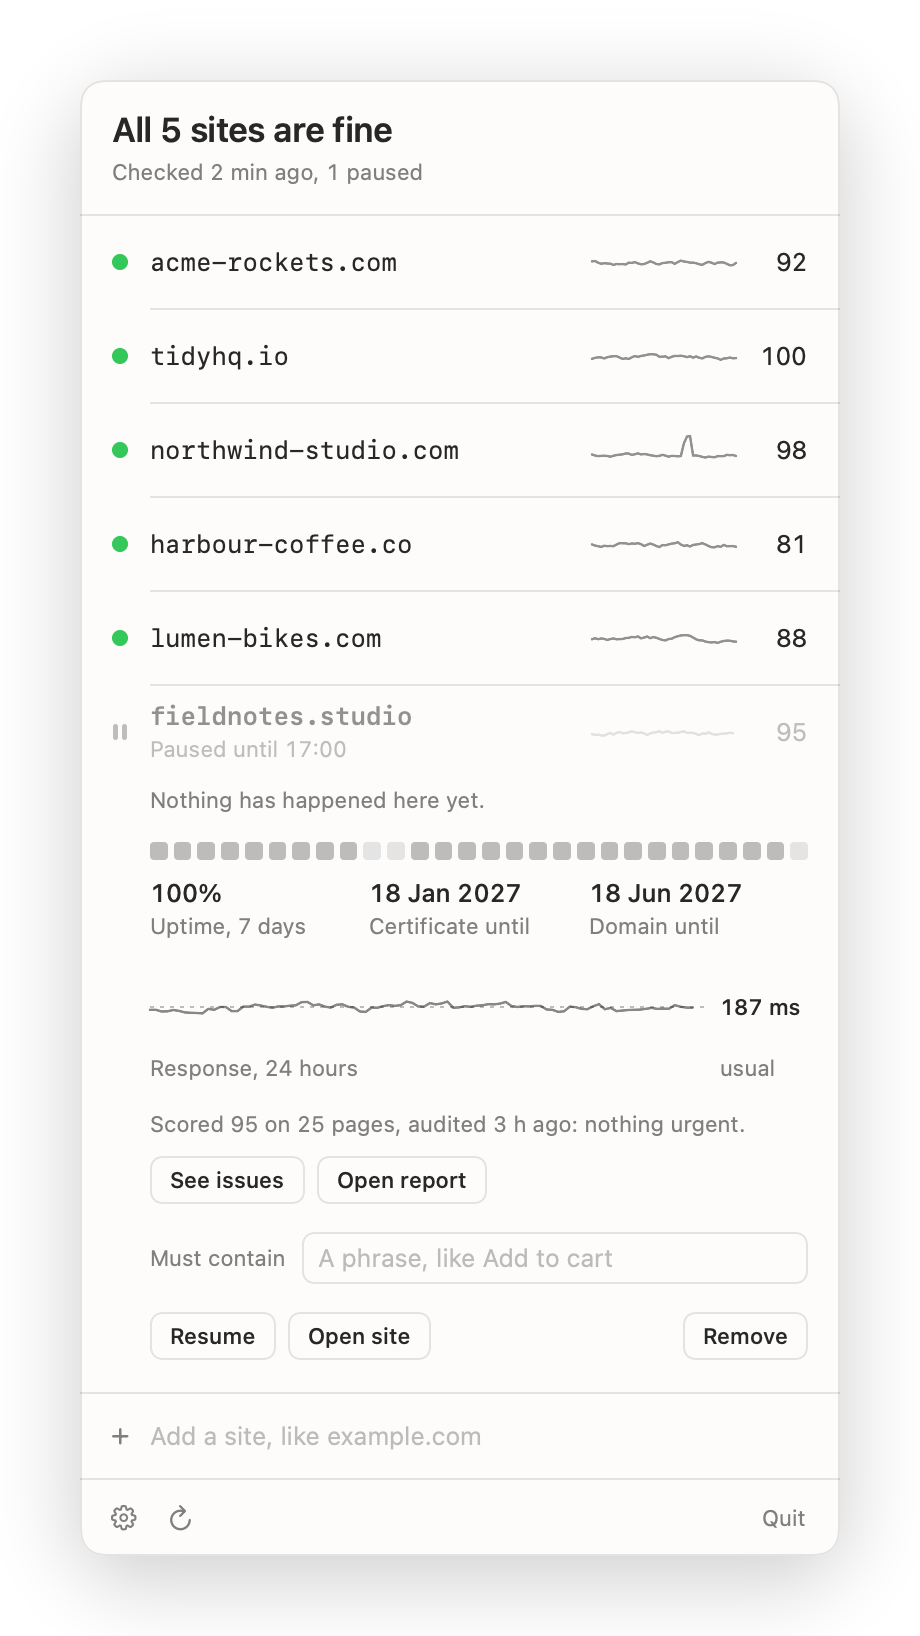 All 5 sites are fine
Checked 2 min ago, 1 paused
acme-rockets.com 92
tidyhq.io 100
northwind-studio.com 98
harbour-coffee.co 81
lumen-bikes.com 88
fieldnotes.studio 95
Paused until 17:00
Nothing has happened here yet.
100% 18 Jan 2027 18 Jun 2027
Uptime, 7 days Certificate until Domain until
187 ms
Response, 24 hours usual
Scored 95 on 25 pages, audited 3 h ago: nothing urgent.
See issues Open report
Must contain A phrase, like Add to cart
Resume Open site Remove
+ Add a site, like example.com
Quit